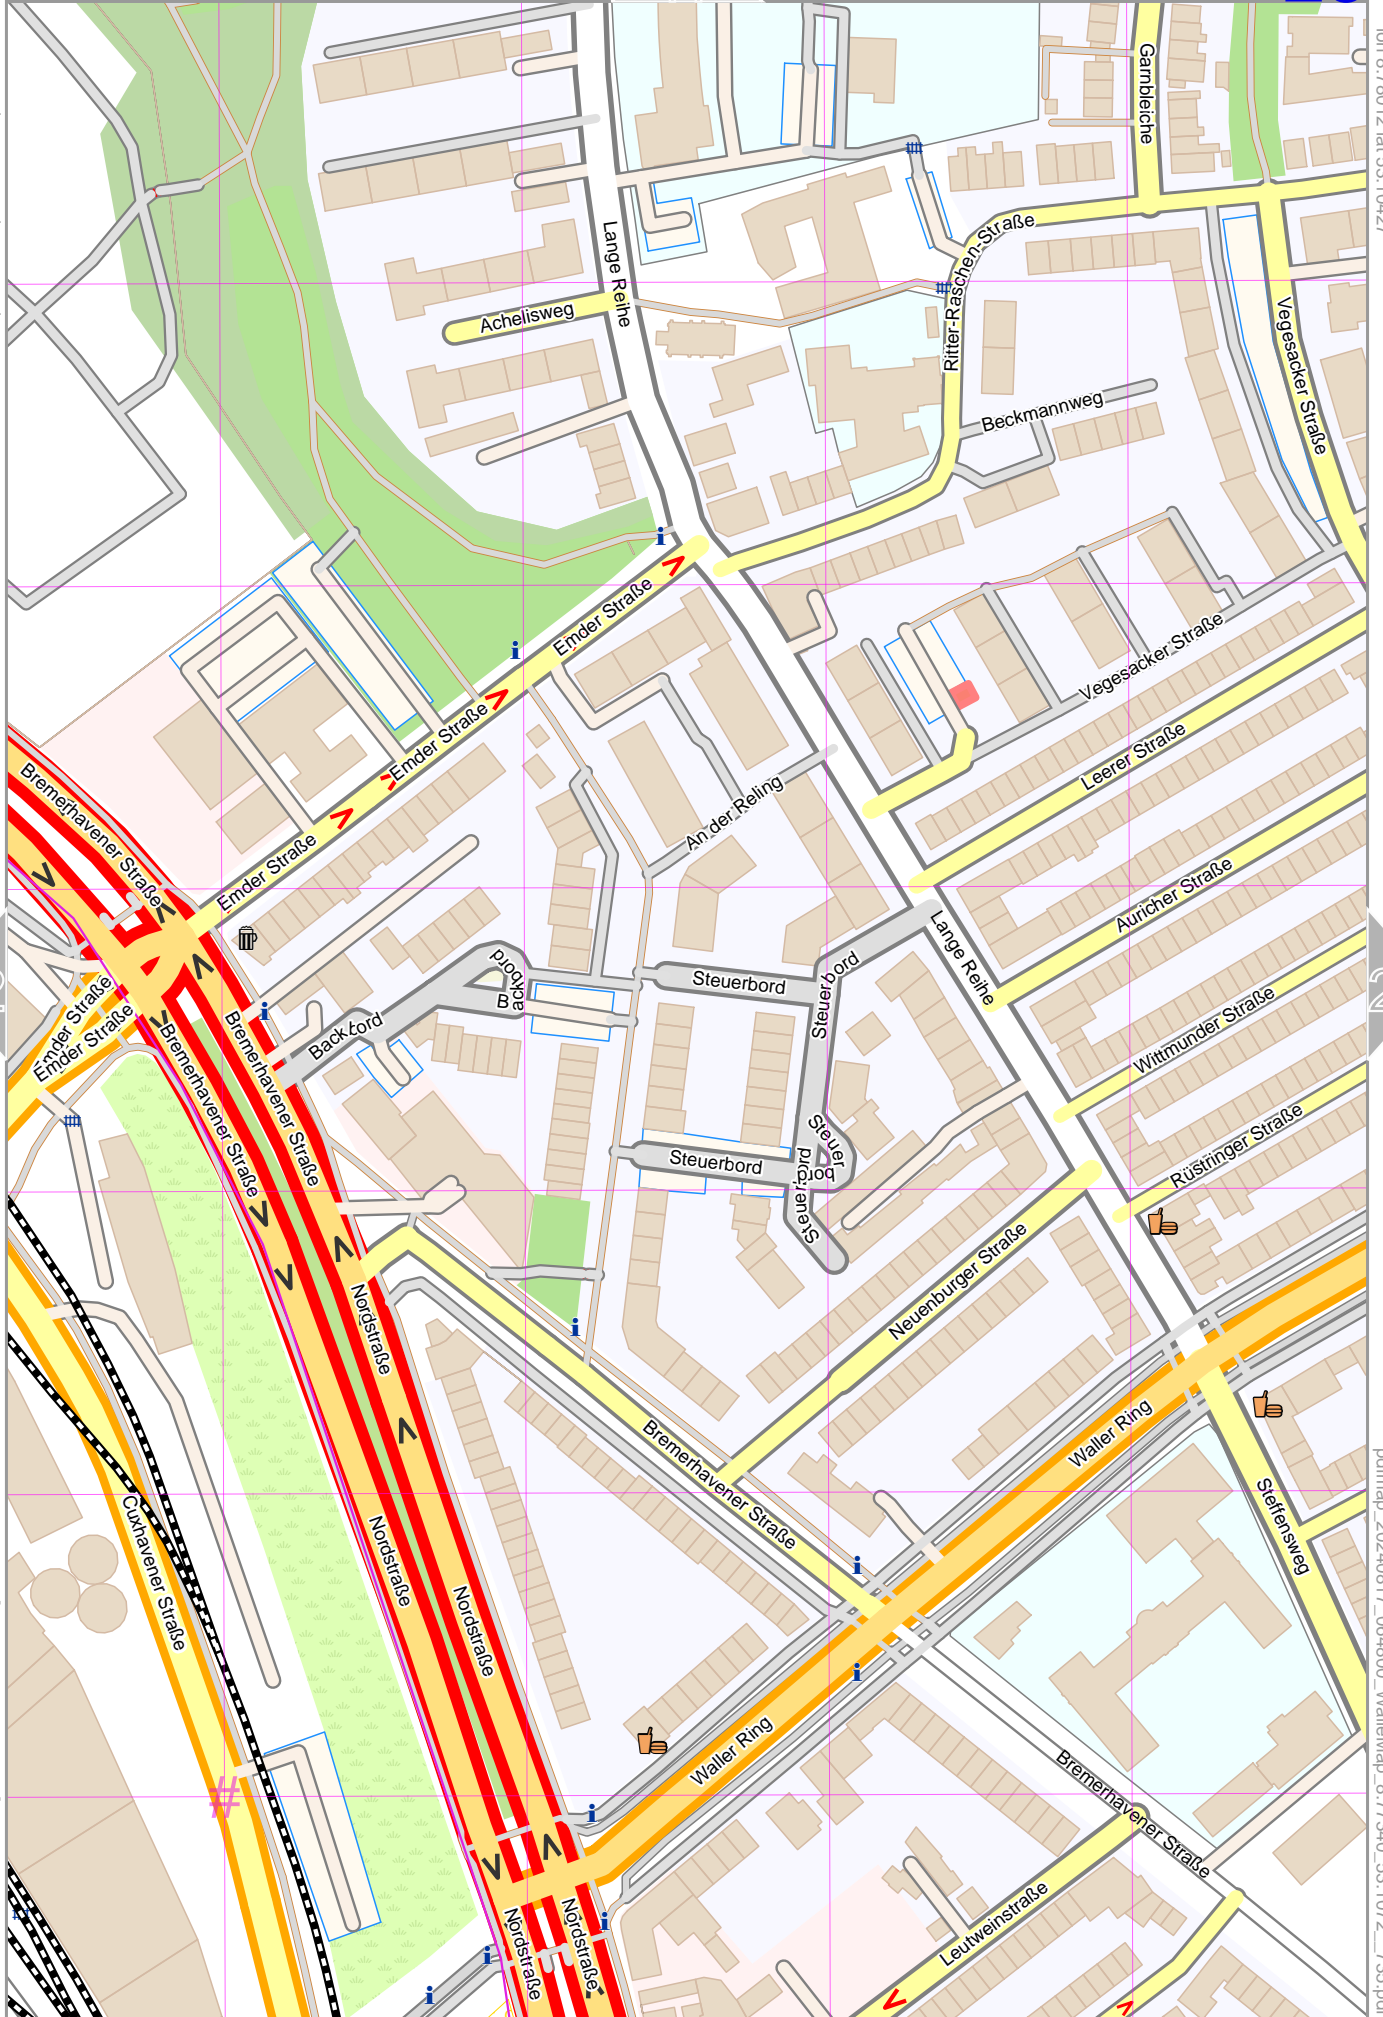 Garnbleiche
Lange Reihe
Ritter-Raschen-Straße
Achelisweg
Vegesacker Straße
Beckmannweg
Emder Straße
Vegesacker Straße
Emder Straße
Leerer Straße
Bremerhavener Straße
An der Reling
Emder Straße
Auricher Straße
Lange Reihe
Backbord
Steuerbord
Steuerbord
Emder Straße
Emder Straße
Backbord
Wittmunder Straße
Bremerhavener Straße
Bremerhavener Straße
Steuerbord
Steuerbord
Steuerbord
Rüstringer Straße
Neuenburger Straße
Nordstraße
Bremerhavener Straße
Waller Ring
Cuxhavener Straße
Nordstraße
Steffensweg
Nordstraße
Waller Ring
Bremerhavener Straße
#
Leutweinstraße
Nordstraße
Nordstraße